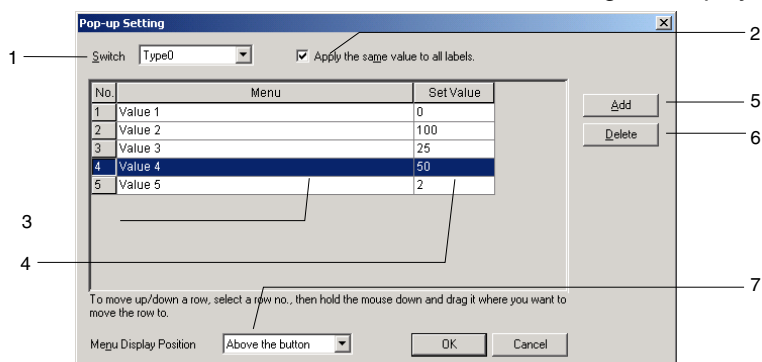 Pop-up Setting
2
1
Switch Type0 Apply the same value to all labels.
No. Menu Set Value
1 Value 1 0
Add 5
2 Value 2 100
Delete 6
3 Value 3 25
4 Value 4 50
5 Value 5 2
3
4
7
To move up/down a row, select a row no., then hold the mouse down and drag it where you want to
move the row to.
Menu Display Position Above the button OK Cancel